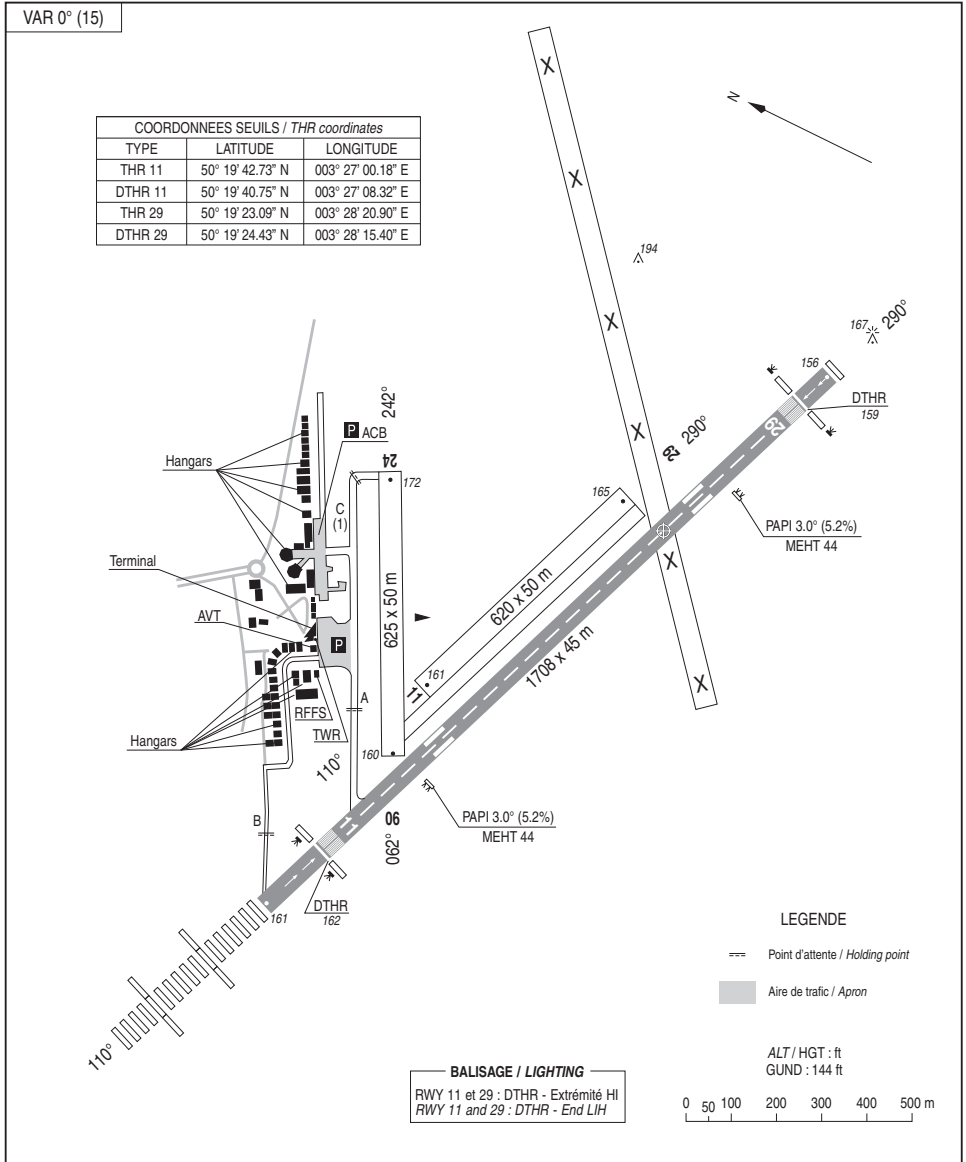 VAR 0° (15)
COORDONNEES SEUILS / THR coordinates
TYPE LATITUDE LONGITUDE
THR 11 50° 19' 42.73" N 003° 27' 00.18" E
DTHR 11 50° 19' 40.75" N 003° 27' 08.32" E
THR 29 50° 19' 23.09" N 003° 28' 20.90" E
DTHR 29 50° 19' 24.43" N 003° 28' 15.40" E
N
X
X
X
X
X
X
194
167
290°
156
DTHR
159
29
29
290°
165
PAPI 3.0° (5.2%)
MEHT 44
242°
P ACB
24
172
Hangars
C
(1)
Terminal
AVT
P
625 x 50 m
620 x 50 m
1708 x 45 m
161
11
A
RFFS
TWR
Hangars
160
110°
11
06
062°
PAPI 3.0° (5.2%)
MEHT 44
B
DTHR
162
161
110°
LEGENDE
Point d'attente / Holding point
Aire de trafic / Apron
ALT / HGT : ft
GUND : 144 ft
0 50 100 200 300 400 500 m
BALISAGE / LIGHTING
RWY 11 et 29 : DTHR - Extrémité HI
RWY 11 and 29 : DTHR - End LIH